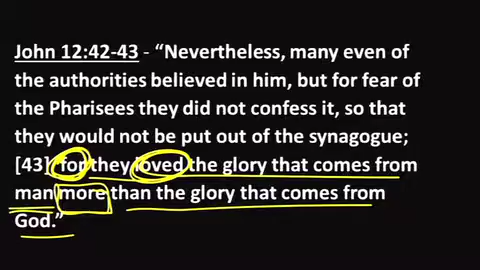 John 12:42-43 - “Nevertheless, many even of
the authorities believed in him, but for fear of
the Pharisees they did not confess it, so that
they would not be put out of the synagogue;
[43] for they loved the glory that comes from
man more than the glory that comes from
God.”